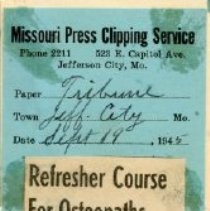 Missouri Press Clipping Service
Phone 2211 522 E. Capitol Ave.
Jefferson City, Mo.
Paper Tribune
Town Jeff. City Mo.
Date Sept 19, 1945
Refresher Course
For Osteopaths